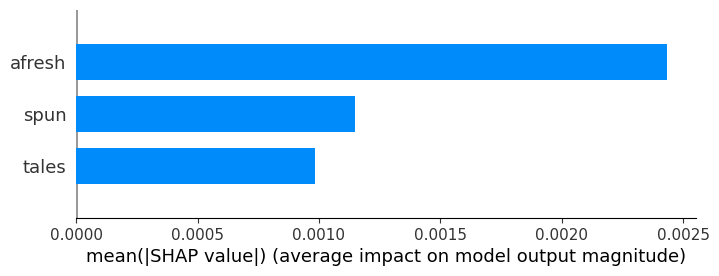 afresh
spun
tales
0.0000 0.0005 0.0010 0.0015 0.0020 0.0025
mean(|SHAP value|) (average impact on model output magnitude)